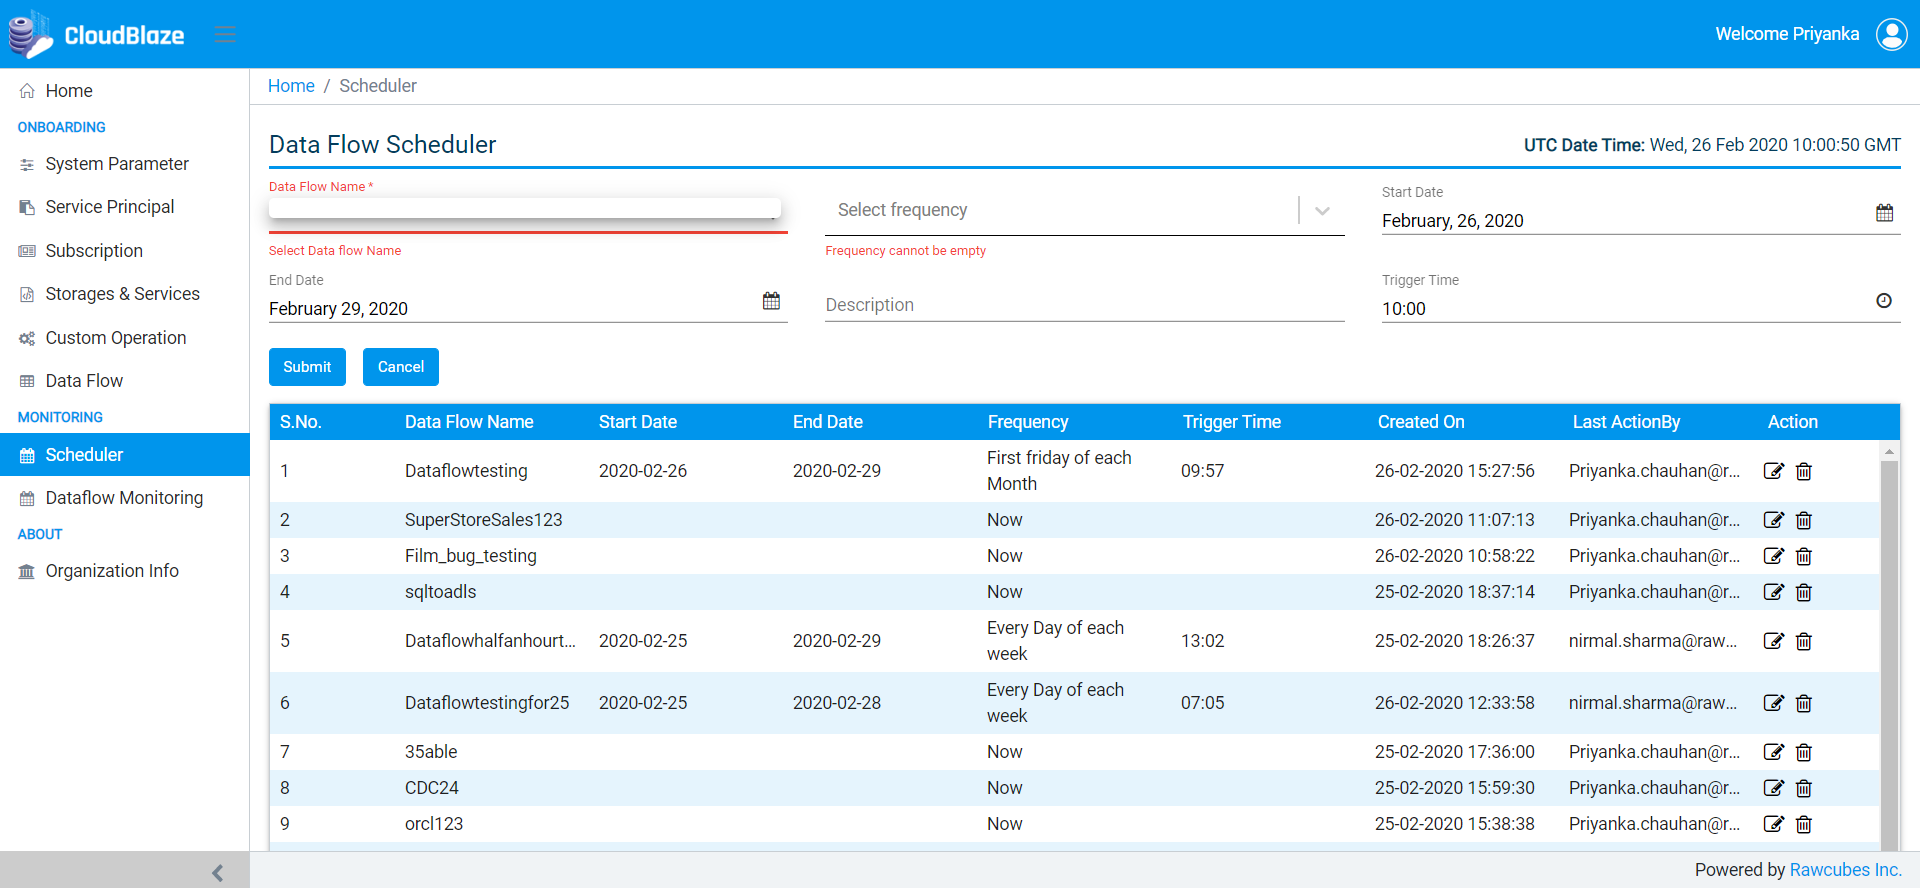 CloudBlaze
Welcome Priyanka
Home
ONBOARDING
System Parameter
Service Principal
Subscription
Storages & Services
Custom Operation
Data Flow
MONITORING
Scheduler
Dataflow Monitoring
ABOUT
Organization Info
Home / Scheduler
Data Flow Scheduler
UTC Date Time: Wed, 26 Feb 2020 10:00:50 GMT
Data Flow Name *
Select Data flow Name
Select frequency
Frequency cannot be empty
Start Date
February, 26, 2020
End Date
February 29, 2020
Description
Trigger Time
10:00
Submit Cancel
S.No. Data Flow Name Start Date End Date Frequency Trigger Time Created On Last ActionBy Action
1 Dataflowtesting 2020-02-26 2020-02-29 First friday of each Month 09:57 26-02-2020 15:27:56 Priyanka.chauhan@r...
2 SuperStoreSales123 Now 26-02-2020 11:07:13 Priyanka.chauhan@r...
3 Film_bug_testing Now 26-02-2020 10:58:22 Priyanka.chauhan@r...
4 sqltoadls Now 25-02-2020 18:37:14 Priyanka.chauhan@r...
5 Dataflowhalfanhourt... 2020-02-25 2020-02-29 Every Day of each week 13:02 25-02-2020 18:26:37 nirmal.sharma@raw...
6 Dataflowtestingfor25 2020-02-25 2020-02-28 Every Day of each week 07:05 26-02-2020 12:33:58 nirmal.sharma@raw...
7 35able Now 25-02-2020 17:36:00 Priyanka.chauhan@r...
8 CDC24 Now 25-02-2020 15:59:30 Priyanka.chauhan@r...
9 orcl123 Now 25-02-2020 15:38:38 Priyanka.chauhan@r...
Powered by Rawcubes Inc.